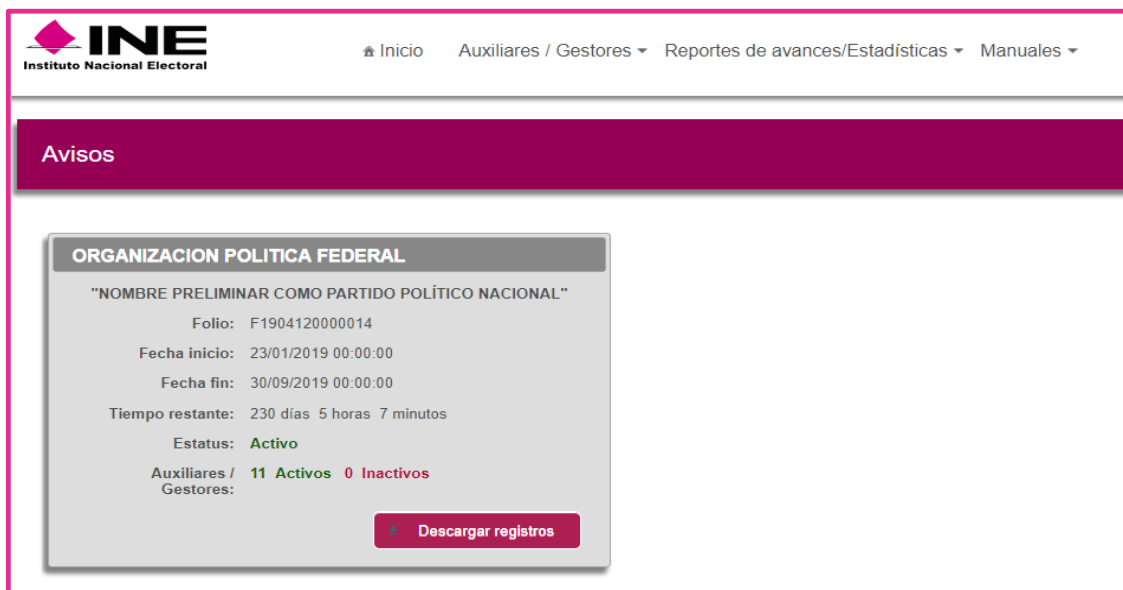 INE
Instituto Nacional Electoral
Inicio Auxiliares / Gestores Reportes de avances/Estadísticas Manuales
Avisos
ORGANIZACION POLITICA FEDERAL
"NOMBRE PRELIMINAR COMO PARTIDO POLÍTICO NACIONAL"
Folio: F1904120000014
Fecha inicio: 23/01/2019 00:00:00
Fecha fin: 30/09/2019 00:00:00
Tiempo restante: 230 días 5 horas 7 minutos
Estatus: Activo
Auxiliares / Gestores: 11 Activos 0 Inactivos
Descargar registros